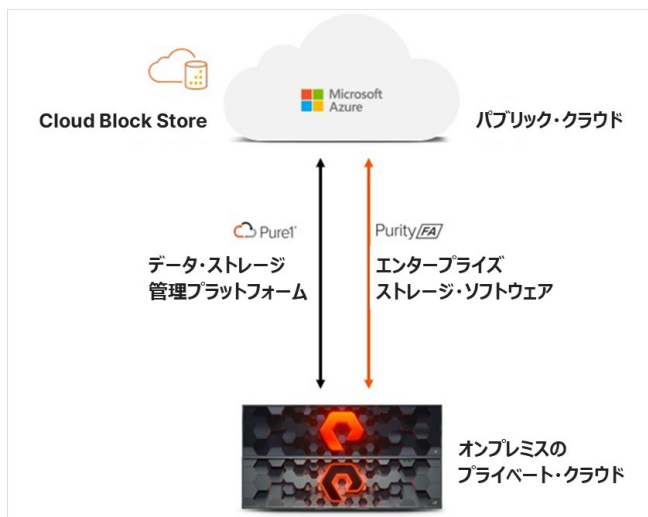 Microsoft
Azure
Cloud Block Store
パブリック・クラウド
Pure1®
データ・ストレージ
管理プラットフォーム
Purity FA
エンタープライズ
ストレージ・ソフトウェア
オンプレミスの
プライベート・クラウド